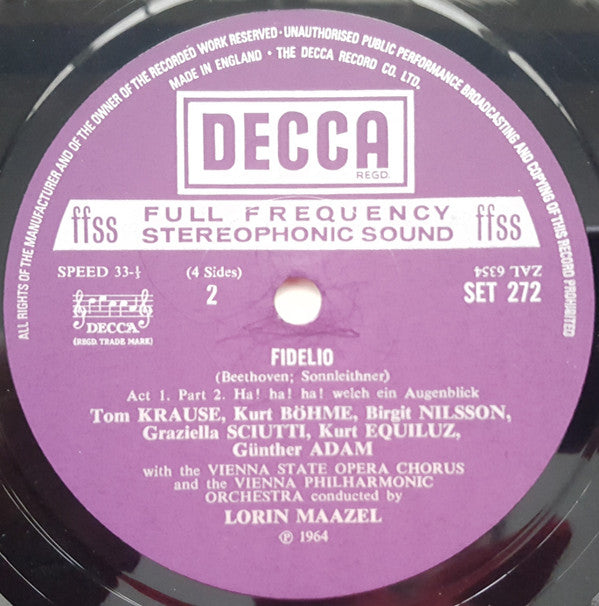 ALL RIGHTS OF THE MANUFACTURER AND OF THE OWNER OF THE RECORDED WORK RESERVED · UNAUTHORISED PUBLIC PERFORMANCE BROADCASTING AND COPYING OF THIS RECORD PROHIBITED
MADE IN ENGLAND · THE DECCA RECORD CO. LTD.
DECCA
REGD.
ffss FULL FREQUENCY ffss
STEREOPHONIC SOUND
SPEED 33-⅓ (4 Sides) ZAL 6354
2 SET 272
DECCA
(REGD. TRADE MARK)
FIDELIO
(Beethoven; Sonnleithner)
Act 1. Part 2. Ha! ha! ha! welch ein Augenblick
Tom KRAUSE, Kurt BÖHME, Birgit NILSSON,
Graziella SCIUTTI, Kurt EQUILUZ,
Günther ADAM
with the VIENNA STATE OPERA CHORUS
and the VIENNA PHILHARMONIC
ORCHESTRA conducted by
LORIN MAAZEL
℗ 1964